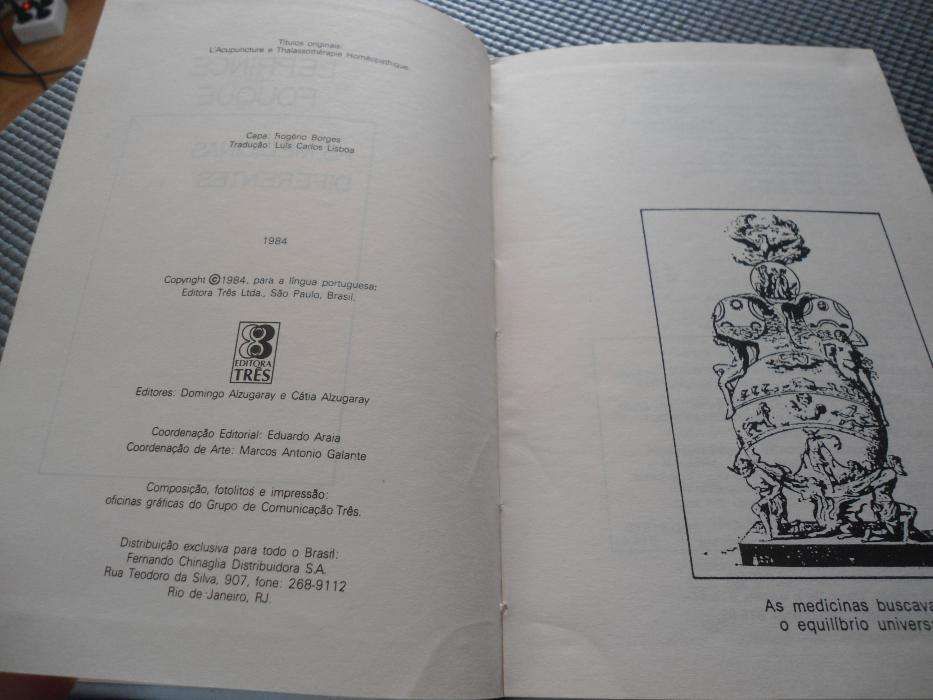 Títulos originais:
L'Acupuncture e Thalassothérapie Homéopathique.
Capa: Rogério Borges
Tradução: Luís Carlos Lisboa
1984
Copyright ©1984, para a língua portuguesa:
Editora Três Ltda., São Paulo, Brasil.
EDITORA
TRÊS
Editores: Domingo Alzugaray e Cátia Alzugaray
Coordenação Editorial: Eduardo Araia
Coordenação de Arte: Marcos Antonio Galante
Composição, fotolitos e impressão:
oficinas gráficas do Grupo de Comunicação Três.
Distribuição exclusiva para todo o Brasil:
Fernando Chinaglia Distribuidora S.A.
Rua Teodoro da Silva, 907, fone: 268-9112
Rio de Janeiro, RJ.
As medicinas buscava
o equilíbrio univers